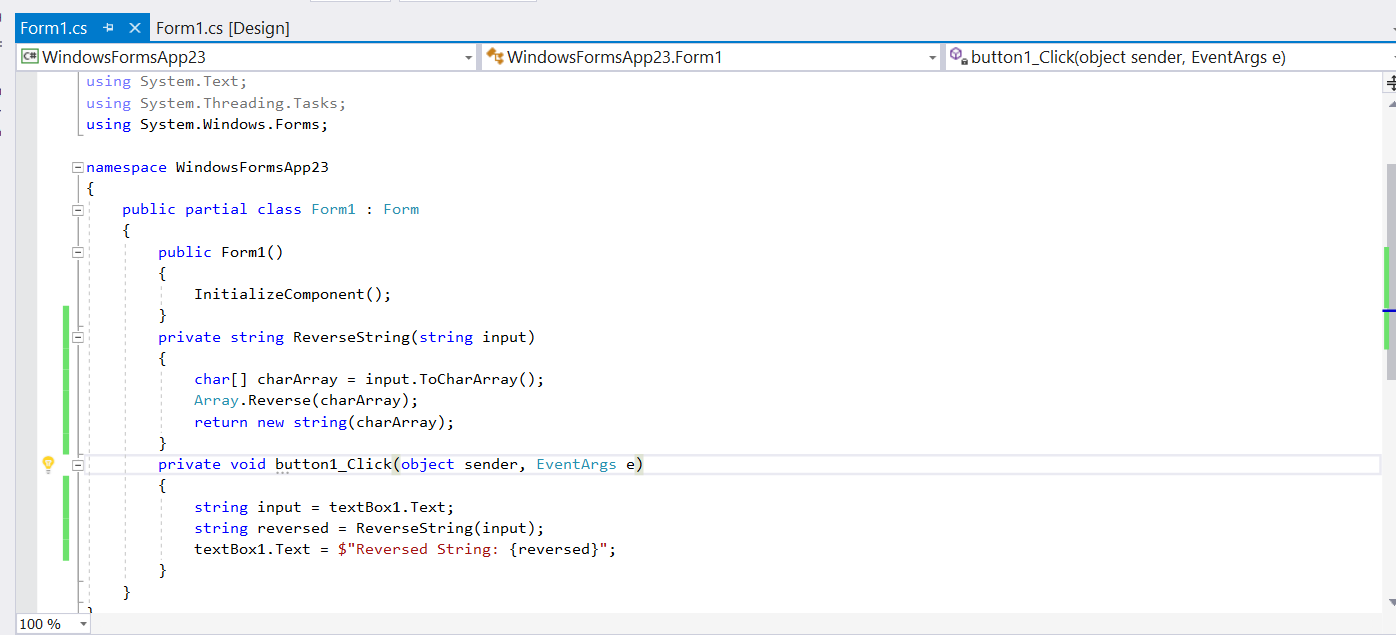 Form1.cs Form1.cs [Design]
C# WindowsFormsApp23 WindowsFormsApp23.Form1 button1_Click(object sender, EventArgs e)
using System.Text;
using System.Threading.Tasks;
using System.Windows.Forms;
namespace WindowsFormsApp23
{
    public partial class Form1 : Form
    {
        public Form1()
        {
            InitializeComponent();
        }
        private string ReverseString(string input)
        {
            char[] charArray = input.ToCharArray();
            Array.Reverse(charArray);
            return new string(charArray);
        }
        private void button1_Click(object sender, EventArgs e)
        {
            string input = textBox1.Text;
            string reversed = ReverseString(input);
            textBox1.Text = $"Reversed String: {reversed}";
        }
    }
}
100 %